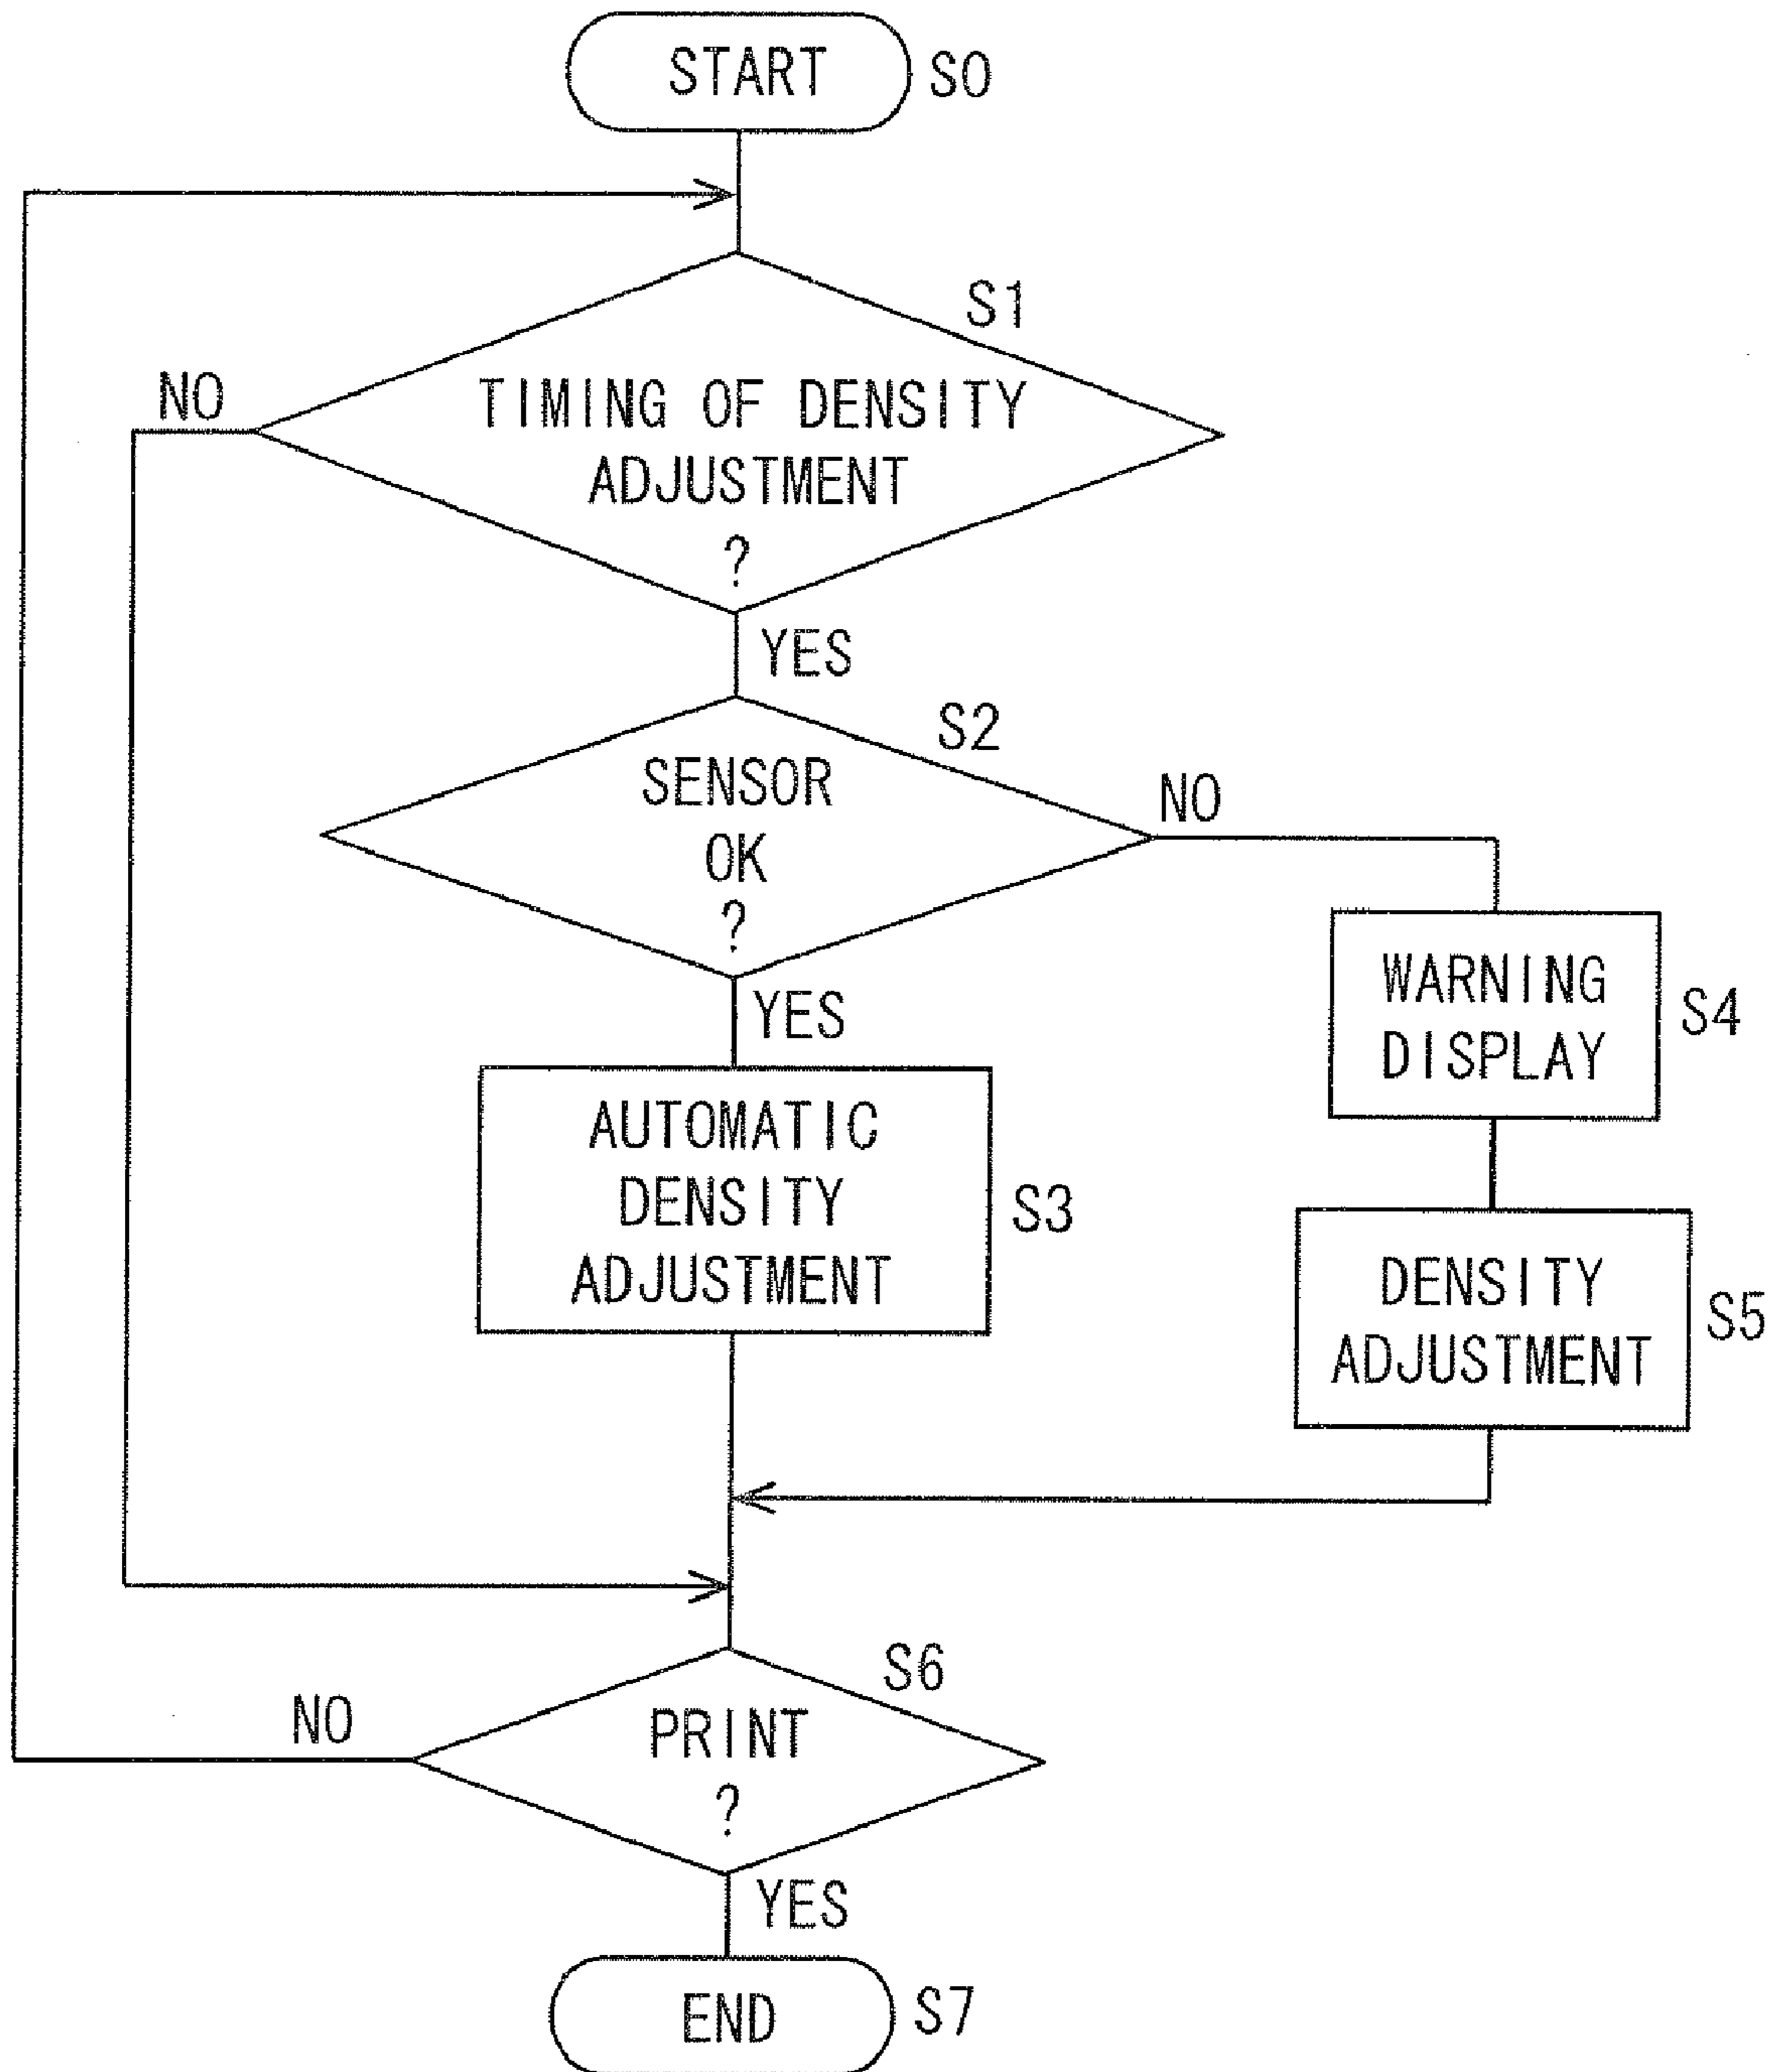 START S0
S1
NO
TIMING OF DENSITY
ADJUSTMENT
?
YES
S2
SENSOR
OK
?
NO
YES
WARNING
DISPLAY
S4
AUTOMATIC
DENSITY
ADJUSTMENT
S3
DENSITY
ADJUSTMENT
S5
S6
NO
PRINT
?
YES
END S7